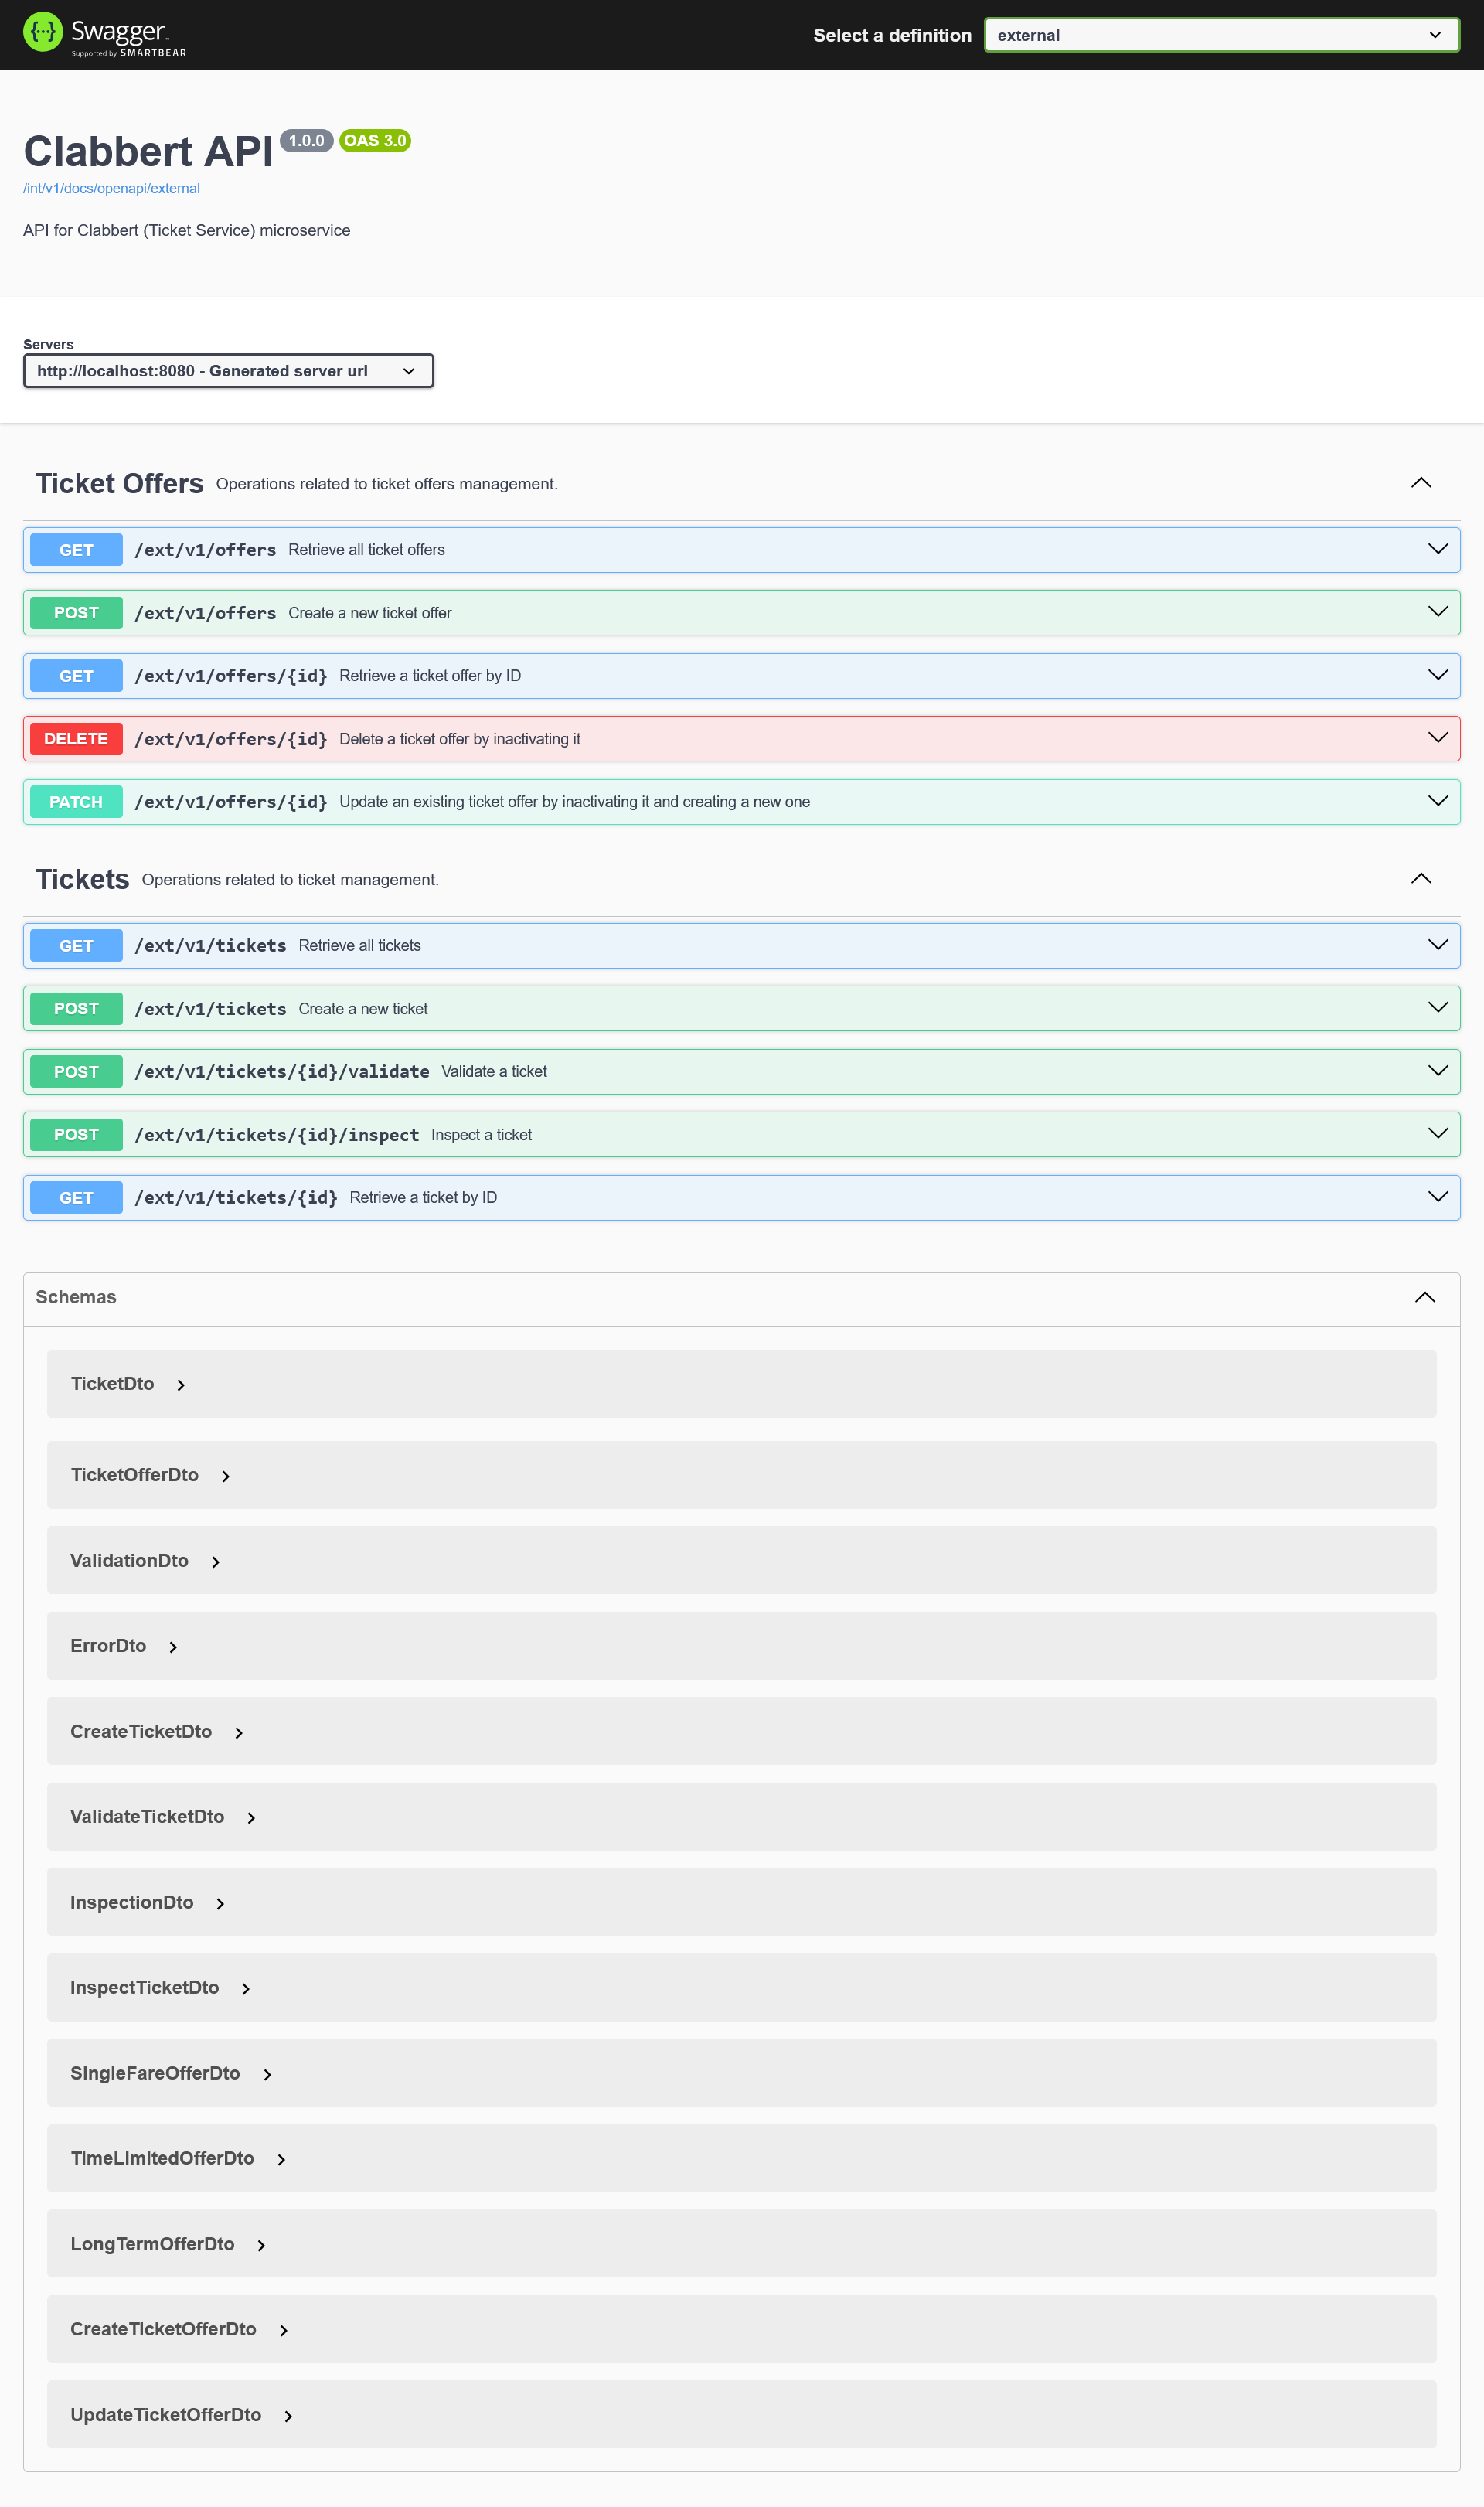 Swagger
Supported by SMARTBEAR
Select a definition
external
Clabbert API 1.0.0 OAS 3.0
/int/v1/docs/openapi/external
API for Clabbert (Ticket Service) microservice
Servers
http://localhost:8080 - Generated server url
Ticket Offers Operations related to ticket offers management.
GET /ext/v1/offers Retrieve all ticket offers
POST /ext/v1/offers Create a new ticket offer
GET /ext/v1/offers/{id} Retrieve a ticket offer by ID
DELETE /ext/v1/offers/{id} Delete a ticket offer by inactivating it
PATCH /ext/v1/offers/{id} Update an existing ticket offer by inactivating it and creating a new one
Tickets Operations related to ticket management.
GET /ext/v1/tickets Retrieve all tickets
POST /ext/v1/tickets Create a new ticket
POST /ext/v1/tickets/{id}/validate Validate a ticket
POST /ext/v1/tickets/{id}/inspect Inspect a ticket
GET /ext/v1/tickets/{id} Retrieve a ticket by ID
Schemas
TicketDto
TicketOfferDto
ValidationDto
ErrorDto
CreateTicketDto
ValidateTicketDto
InspectionDto
InspectTicketDto
SingleFareOfferDto
TimeLimitedOfferDto
LongTermOfferDto
CreateTicketOfferDto
UpdateTicketOfferDto